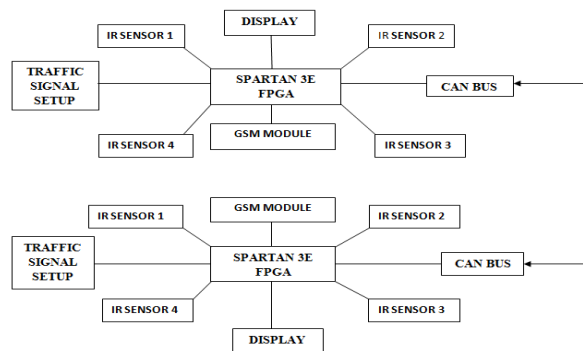 DISPLAY
IR SENSOR 1
IR SENSOR 2
TRAFFIC
SIGNAL
SETUP
SPARTAN 3E
FPGA
CAN BUS
IR SENSOR 4
GSM MODULE
IR SENSOR 3
IR SENSOR 1
GSM MODULE
IR SENSOR 2
TRAFFIC
SIGNAL
SETUP
SPARTAN 3E
FPGA
CAN BUS
IR SENSOR 4
IR SENSOR 3
DISPLAY